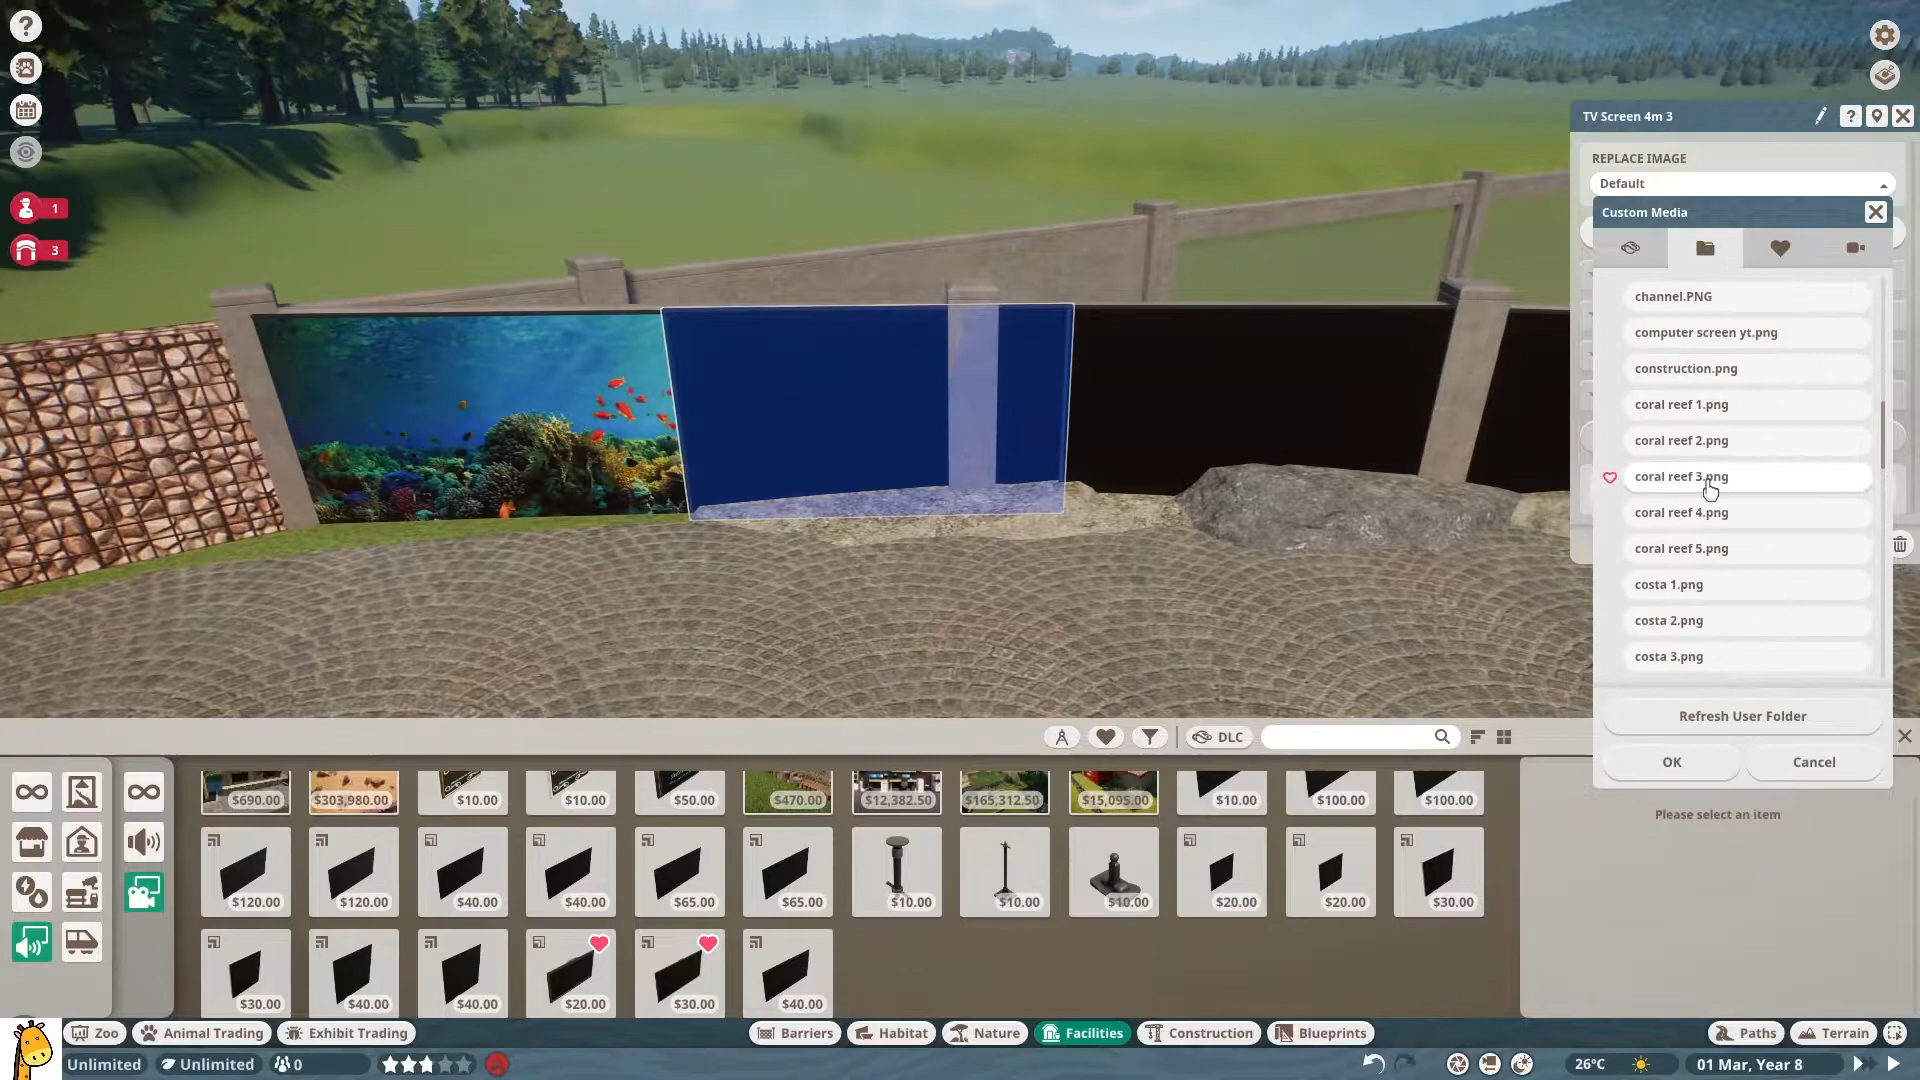 TV Screen 4m 3
REPLACE IMAGE
Default
Custom Media
channel.PNG
computer screen yt.png
construction.png
coral reef 1.png
coral reef 2.png
coral reef 3.png
coral reef 4.png
coral reef 5.png
costa 1.png
costa 2.png
costa 3.png
Refresh User Folder
OK
Cancel
1
3
DLC
$690.00
$303,980.00
$10.00
$10.00
$50.00
$470.00
$12,382.50
$165,312.50
$15,095.00
$10.00
$100.00
$100.00
$120.00
$120.00
$40.00
$40.00
$65.00
$65.00
$10.00
$10.00
$10.00
$20.00
$20.00
$30.00
$30.00
$40.00
$40.00
$20.00
$30.00
$40.00
Please select an item
Zoo
Animal Trading
Exhibit Trading
Barriers
Habitat
Nature
Facilities
Construction
Blueprints
Paths
Terrain
Unlimited
Unlimited
0
26°C
01 Mar, Year 8